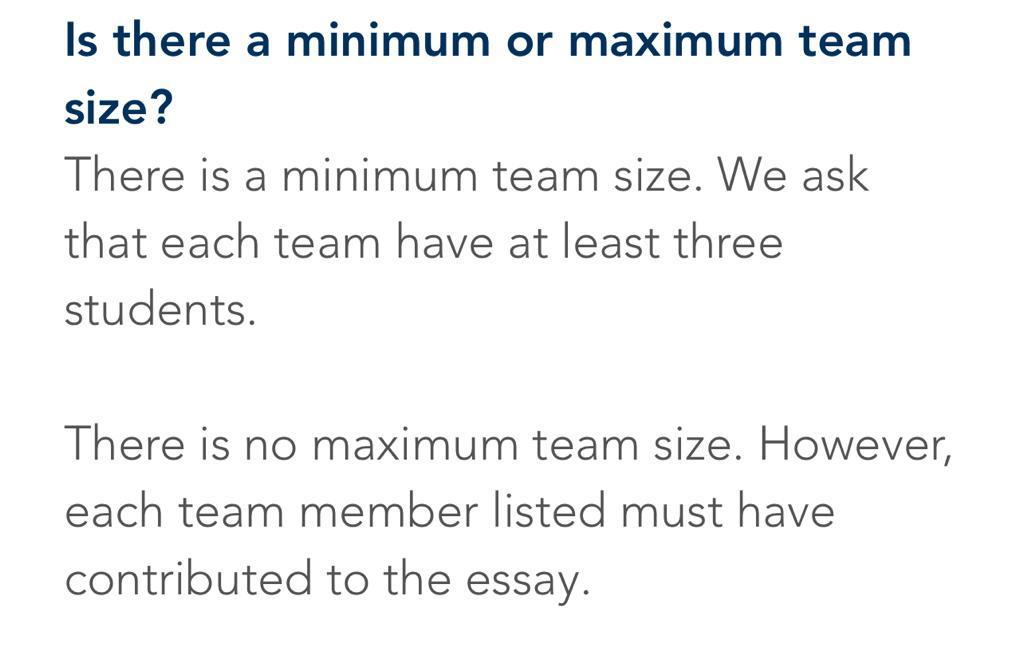 Is there a minimum or maximum team
size?
There is a minimum team size. We ask
that each team have at least three
students.
There is no maximum team size. However,
each team member listed must have
contributed to the essay.